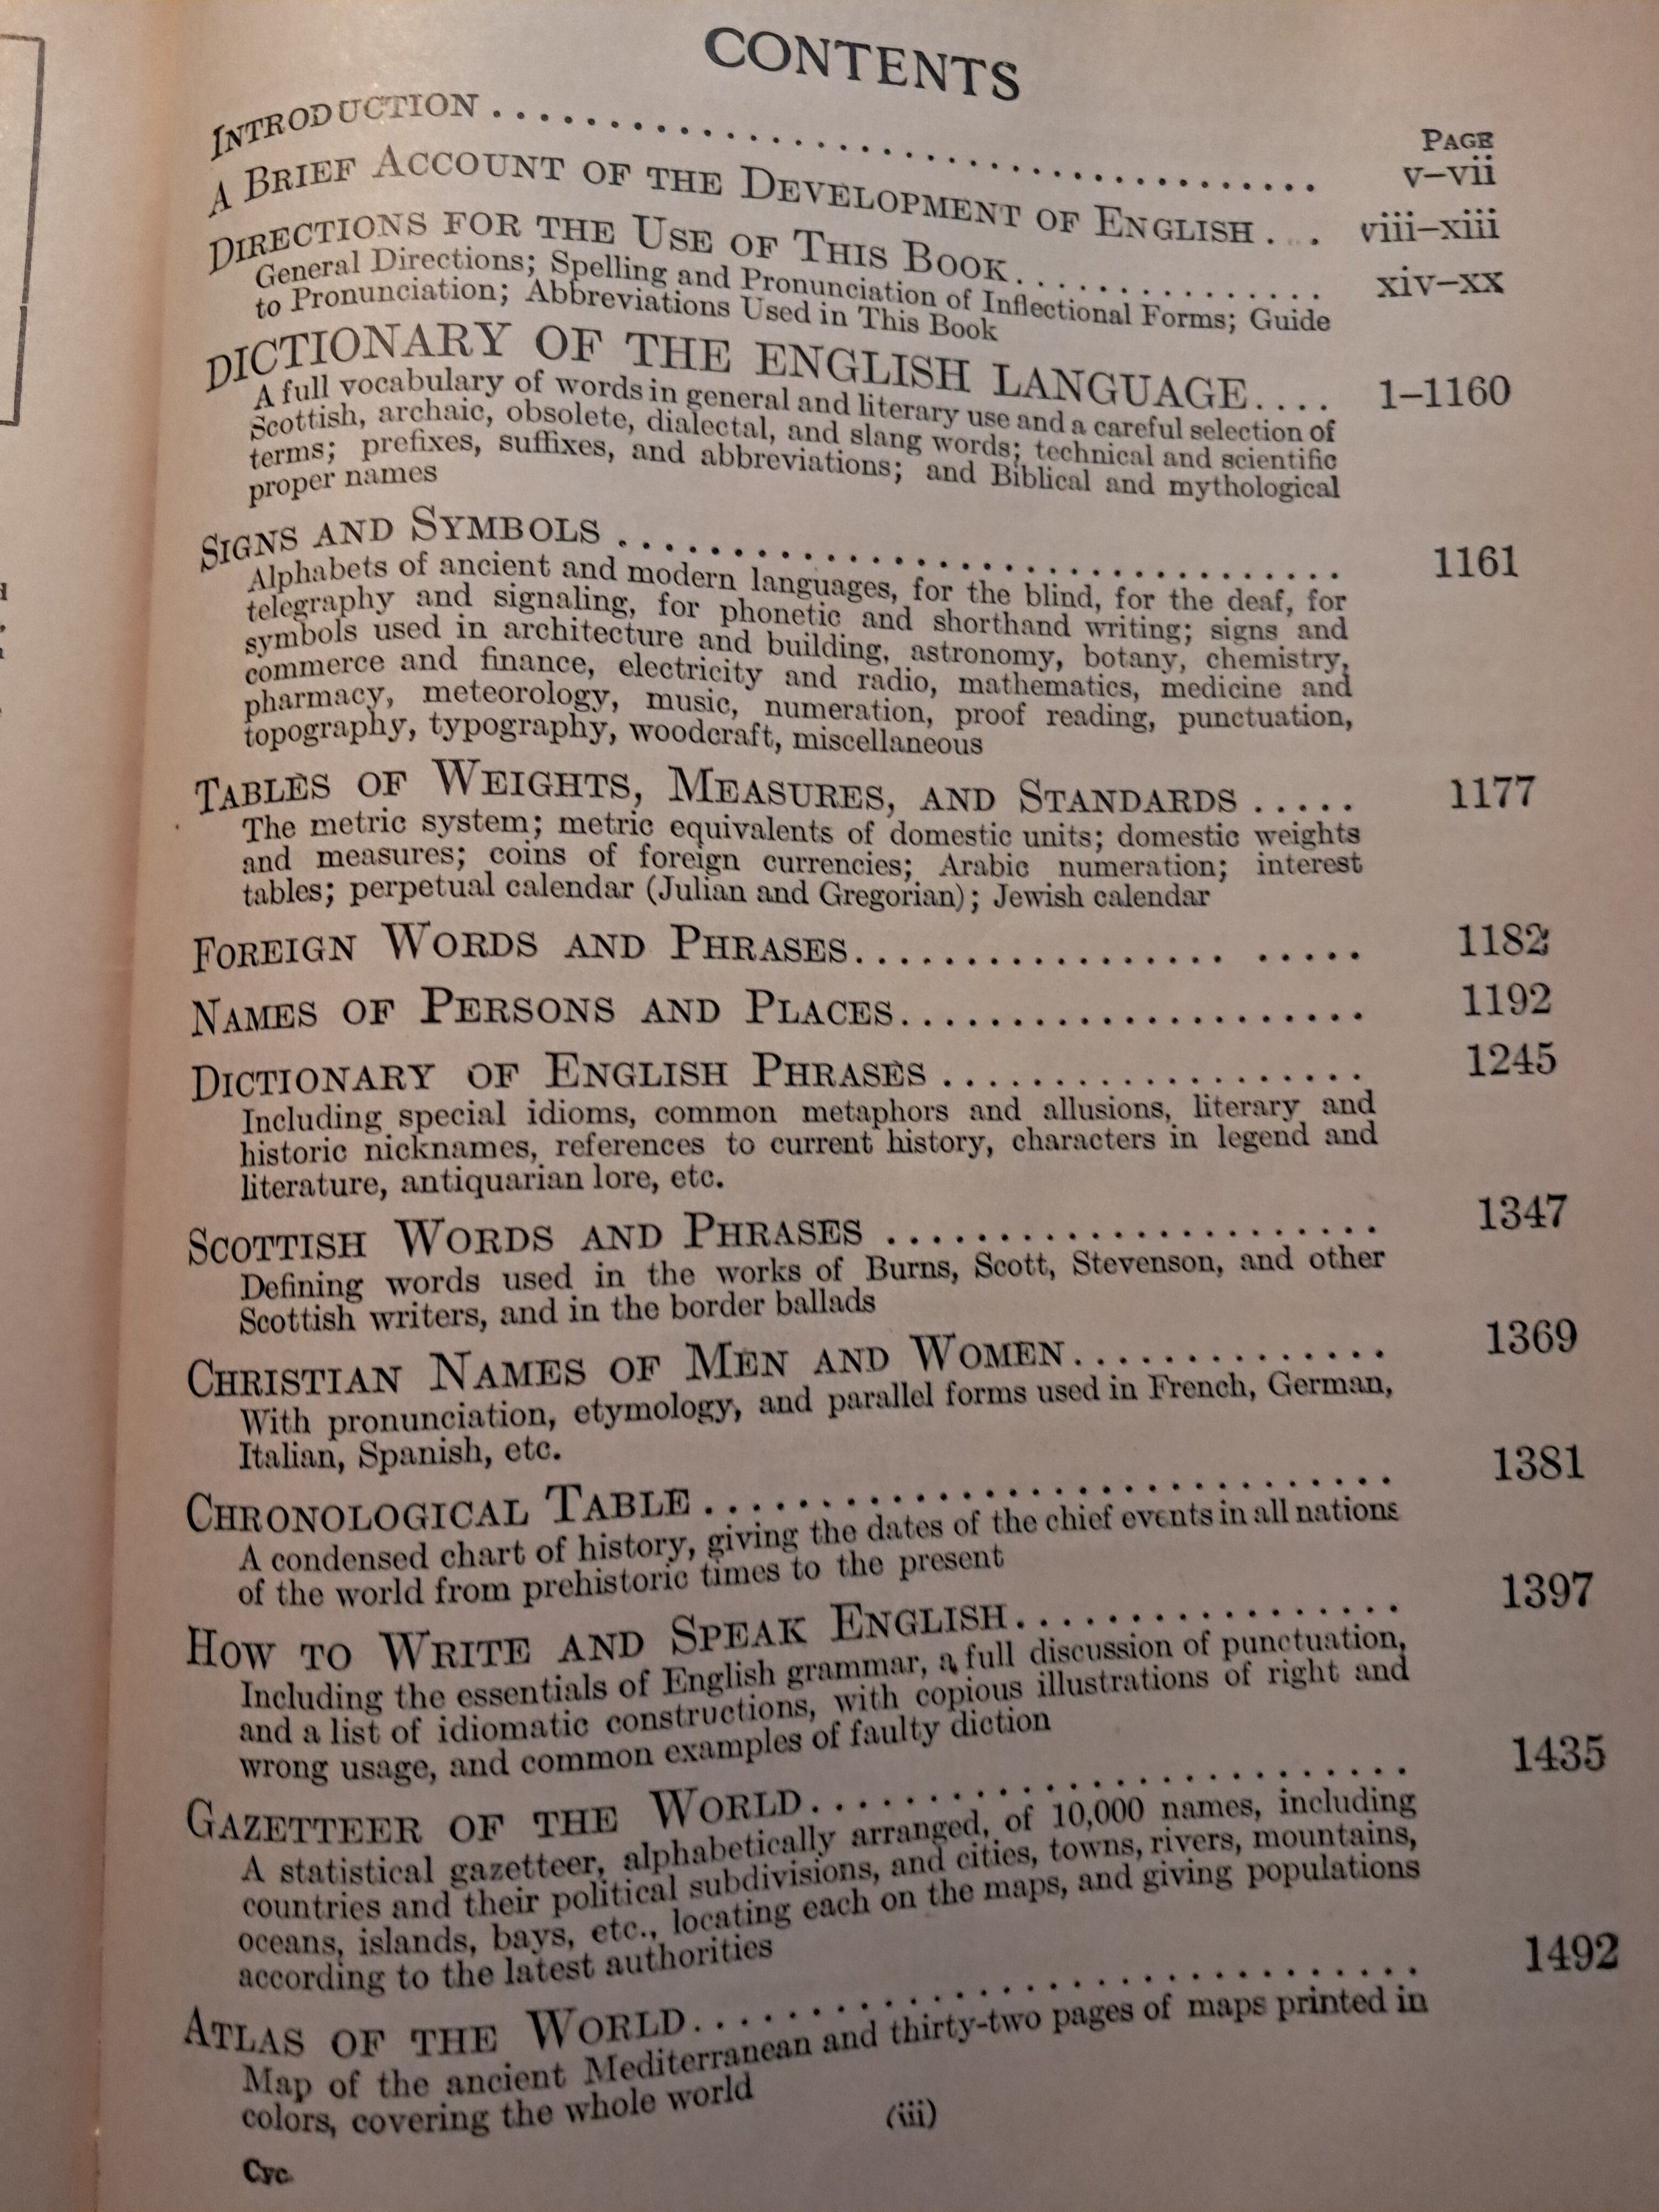 CONTENTS
PAGE
INTRODUCTION . . . . . . . . . . . . . . . . . . . . . . . . . . . . v–vii
A BRIEF ACCOUNT OF THE DEVELOPMENT OF ENGLISH . . . viii–xiii
DIRECTIONS FOR THE USE OF THIS BOOK . . . . . . . . . . . . . xiv–xx
General Directions; Spelling and Pronunciation of Inflectional Forms; Guide
to Pronunciation; Abbreviations Used in This Book
DICTIONARY OF THE ENGLISH LANGUAGE.... 1–1160
A full vocabulary of words in general and literary use and a careful selection of
Scottish, archaic, obsolete, dialectal, and slang words; technical and scientific
terms; prefixes, suffixes, and abbreviations; and Biblical and mythological
proper names
SIGNS AND SYMBOLS . . . . . . . . . . . . . . . . . . . . . . . . 1161
Alphabets of ancient and modern languages, for the blind, for the deaf, for
telegraphy and signaling, for phonetic and shorthand writing; signs and
symbols used in architecture and building, astronomy, botany, chemistry,
commerce and finance, electricity and radio, mathematics, medicine and
pharmacy, meteorology, music, numeration, proof reading, punctuation,
topography, typography, woodcraft, miscellaneous
TABLES OF WEIGHTS, MEASURES, AND STANDARDS . . . . . 1177
The metric system; metric equivalents of domestic units; domestic weights
and measures; coins of foreign currencies; Arabic numeration; interest
tables; perpetual calendar (Julian and Gregorian); Jewish calendar
FOREIGN WORDS AND PHRASES. . . . . . . . . . . . . . . . . . . . . . 1182
NAMES OF PERSONS AND PLACES. . . . . . . . . . . . . . . . . . . . . 1192
DICTIONARY OF ENGLISH PHRASES . . . . . . . . . . . . . . . . . . . 1245
Including special idioms, common metaphors and allusions, literary and
historic nicknames, references to current history, characters in legend and
literature, antiquarian lore, etc.
SCOTTISH WORDS AND PHRASES . . . . . . . . . . . . . . . . . . . . . . 1347
Defining words used in the works of Burns, Scott, Stevenson, and other
Scottish writers, and in the border ballads
CHRISTIAN NAMES OF MEN AND WOMEN. . . . . . . . . . . . . . 1369
With pronunciation, etymology, and parallel forms used in French, German,
Italian, Spanish, etc.
CHRONOLOGICAL TABLE . . . . . . . . . . . . . . . . . . . . . . . . 1381
A condensed chart of history, giving the dates of the chief events in all nations
of the world from prehistoric times to the present
HOW TO WRITE AND SPEAK ENGLISH. . . . . . . . . . . . . . . . . 1397
Including the essentials of English grammar, a full discussion of punctuation,
and a list of idiomatic constructions, with copious illustrations of right and
wrong usage, and common examples of faulty diction
GAZETTEER OF THE WORLD. . . . . . . . . . . . . . . . . . . . . . 1435
A statistical gazetteer, alphabetically arranged, of 10,000 names, including
countries and their political subdivisions, and cities, towns, rivers, mountains,
oceans, islands, bays, etc., locating each on the maps, and giving populations
according to the latest authorities
ATLAS OF THE WORLD. . . . . . . . . . . . . . . . . . . . . . . . . 1492
Map of the ancient Mediterranean and thirty-two pages of maps printed in
colors, covering the whole world
(iii)
Cyc